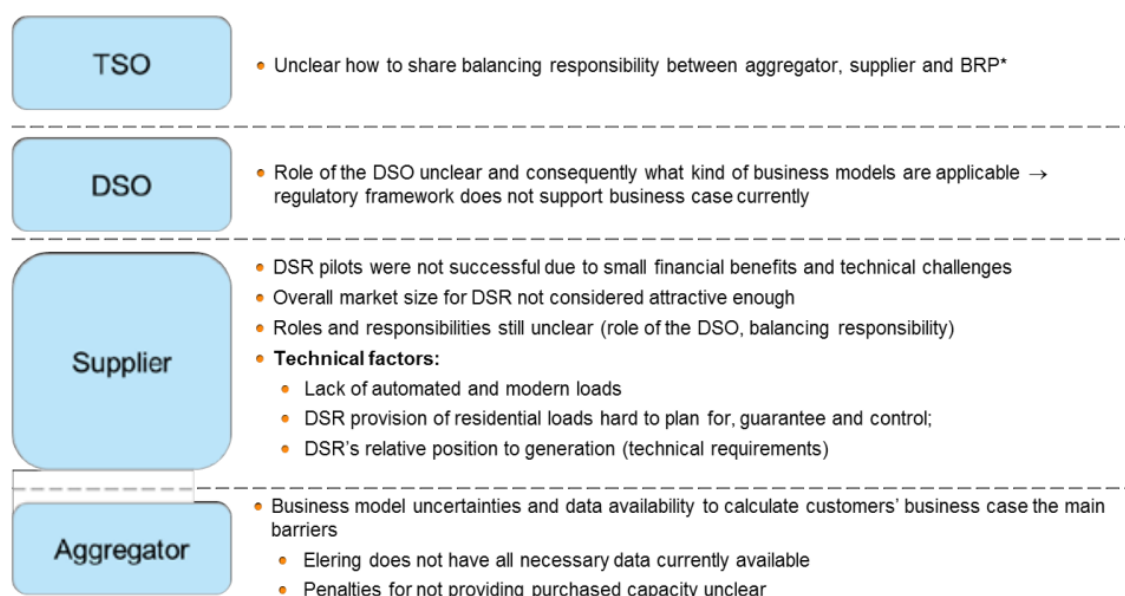 TSO
• Unclear how to share balancing responsibility between aggregator, supplier and BRP*
DSO
• Role of the DSO unclear and consequently what kind of business models are applicable →
regulatory framework does not support business case currently
Supplier
• DSR pilots were not successful due to small financial benefits and technical challenges
• Overall market size for DSR not considered attractive enough
• Roles and responsibilities still unclear (role of the DSO, balancing responsibility)
• Technical factors:
• Lack of automated and modern loads
• DSR provision of residential loads hard to plan for, guarantee and control;
• DSR's relative position to generation (technical requirements)
Aggregator
• Business model uncertainties and data availability to calculate customers' business case the main
barriers
• Elering does not have all necessary data currently available
• Penalties for not providing purchased capacity unclear